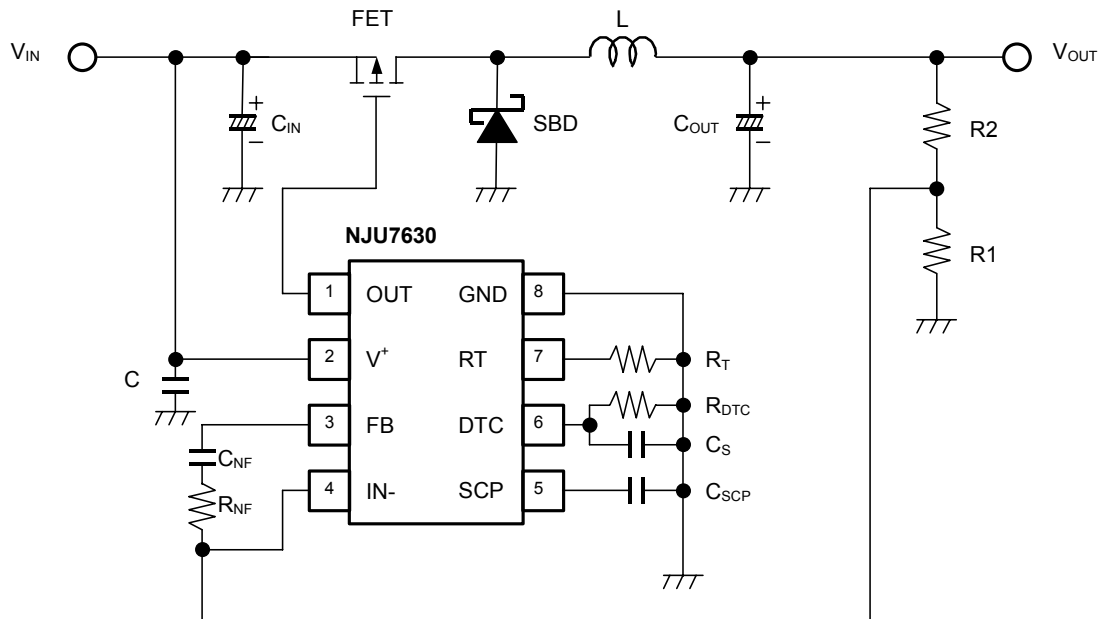 FET
L
VIN
VOUT
+
CIN
−
SBD
COUT
+
−
R2
NJU7630
R1
1 OUT GND 8
2 V+ RT 7 RT
C
RDTC
3 FB DTC 6
CNF
CS
4 IN- SCP 5 CSCP
RNF